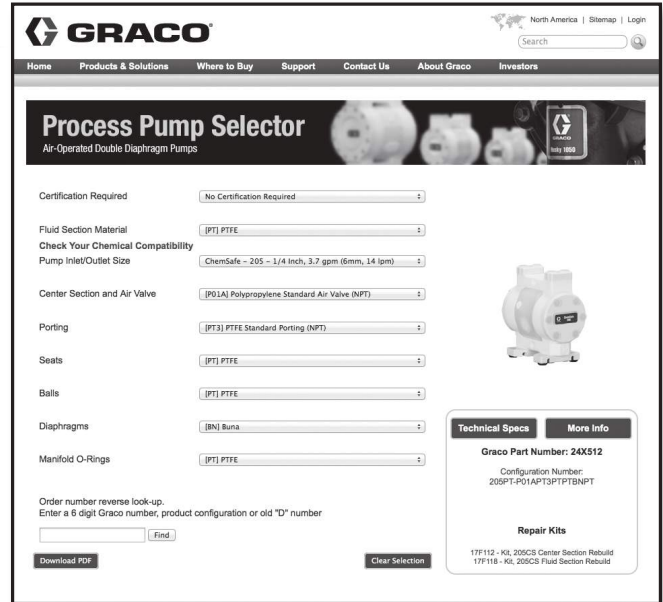 GRACO
North America | Sitemap | Login
Search
Home Products & Solutions Where to Buy Support Contact Us About Graco Investors
Process Pump Selector
Air-Operated Double Diaphragm Pumps
GRACO
Husky 1050
Certification Required No Certification Required
Fluid Section Material [PT] PTFE
Check Your Chemical Compatibility
Pump Inlet/Outlet Size ChemSafe – 205 – 1/4 Inch, 3.7 gpm (6mm, 14 lpm)
Center Section and Air Valve [P01A] Polypropylene Standard Air Valve (NPT)
Porting [PT3] PTFE Standard Porting (NPT)
Seats [PT] PTFE
Balls [PT] PTFE
Diaphragms [BN] Buna
Manifold O-Rings [PT] PTFE
Order number reverse look-up.
Enter a 6 digit Graco number, product configuration or old "D" number
Find
Download PDF Clear Selection
Technical Specs More Info
Graco Part Number: 24X512
Configuration Number:
205PT-P01APT3PTPTBNPT
Repair Kits
17F112 - Kit, 205CS Center Section Rebuild
17F118 - Kit, 205CS Fluid Section Rebuild